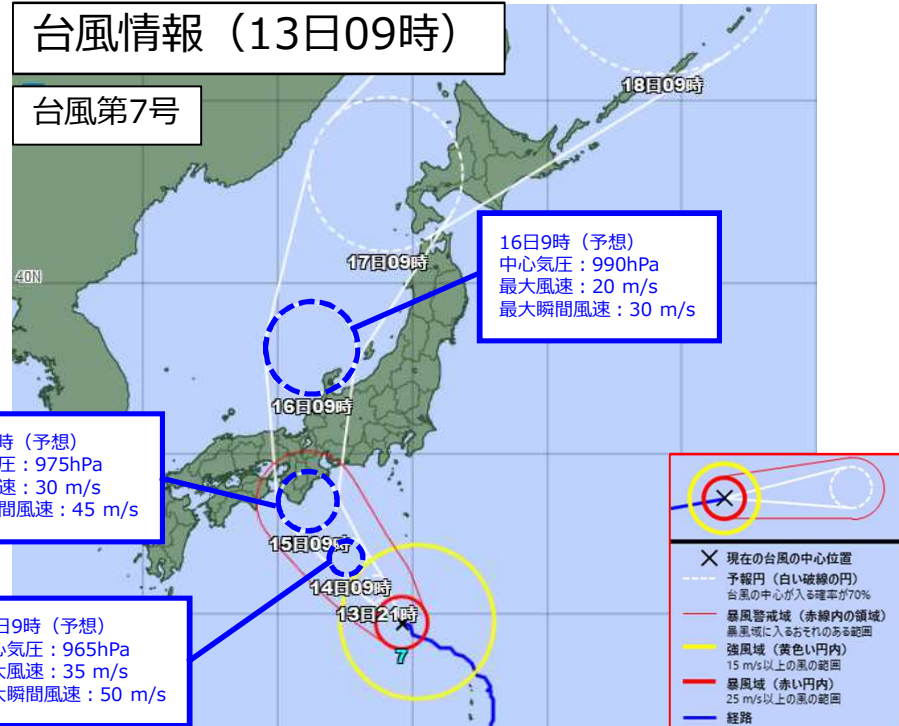 台風情報（13日09時）
台風第7号
18日09時
40N
17日09時
16日9時（予想）
中心気圧：990hPa
最大風速：20 m/s
最大瞬間風速：30 m/s
16日09時
時（予想）
圧：975hPa
速：30 m/s
間風速：45 m/s
15日09時
14日09時
13日21時
7
日9時（予想）
心気圧：965hPa
大風速：35 m/s
大瞬間風速：50 m/s
現在の台風の中心位置
予報円（白い破線の円）
台風の中心が入る確率が70%
暴風警戒域（赤線内の領域）
暴風域に入るおそれのある範囲
強風域（黄色い円内）
15 m/s以上の風の範囲
暴風域（赤い円内）
25 m/s以上の風の範囲
経路